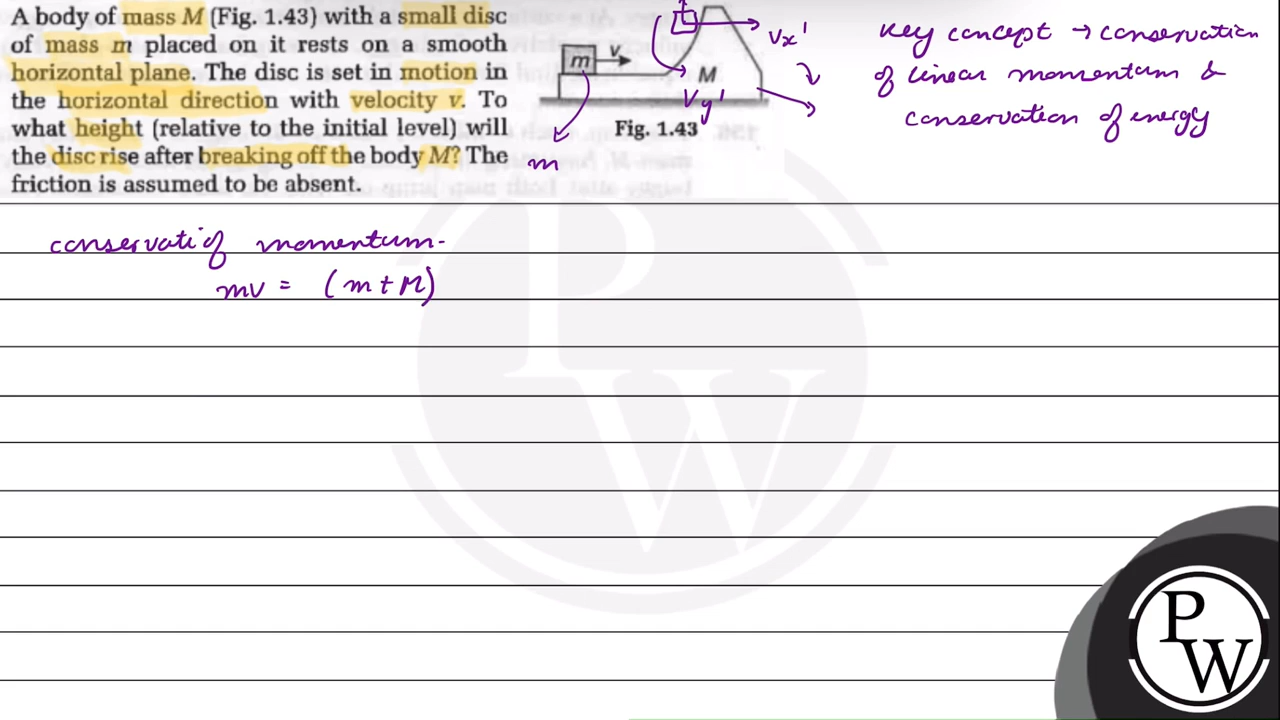 A body of mass M (Fig. 1.43) with a small disc
of mass m placed on it rests on a smooth
horizontal plane. The disc is set in motion in
the horizontal direction with velocity v. To
what height (relative to the initial level) will
the disc rise after breaking off the body M? The
friction is assumed to be absent.
m
v
M
Vx'
Vy'
Fig. 1.43
m
key concept → conservation
of linear momentum &
conservation of energy
conservati of momentum-
mv = (m+M)
P
W
PW